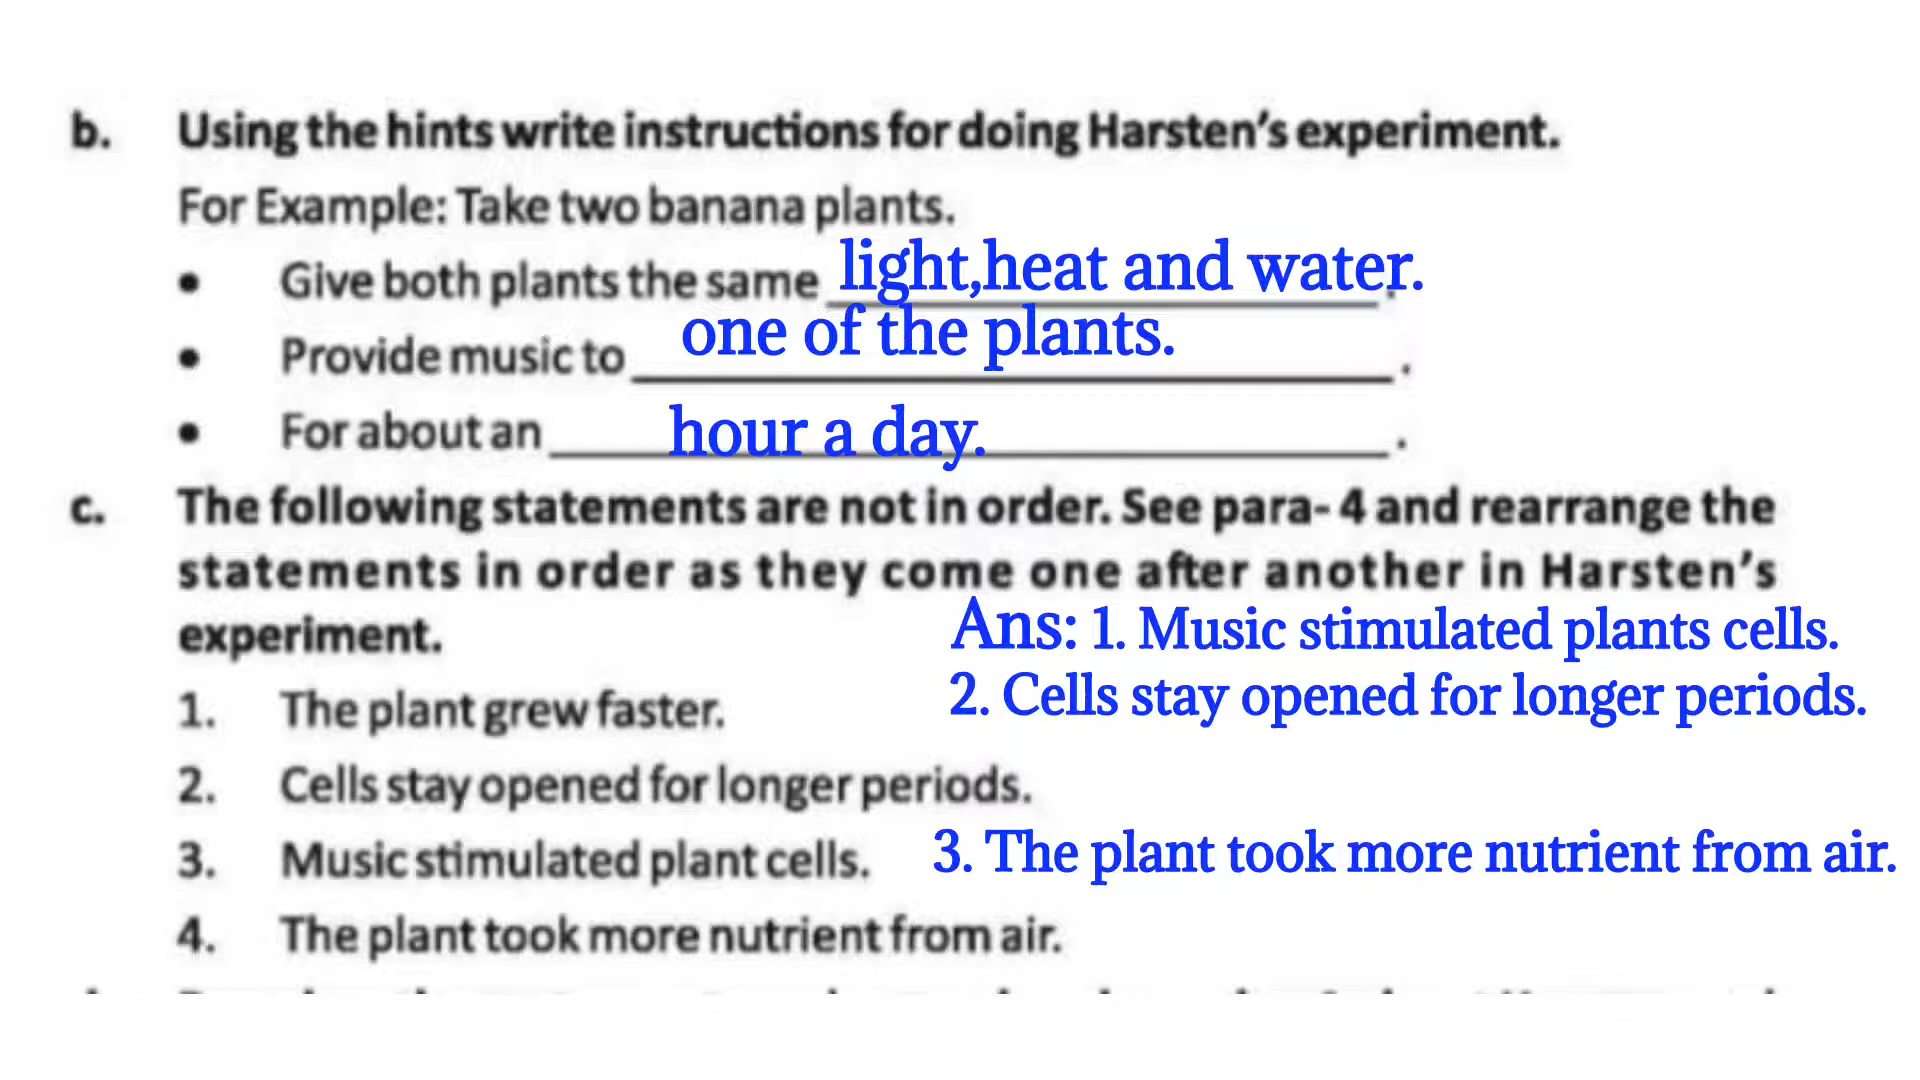 b. Using the hints write instructions for doing Harsten's experiment.
For Example: Take two banana plants.
• Give both plants the same light,heat and water.
• Provide music to one of the plants.
• For about an hour a day.
c. The following statements are not in order. See para- 4 and rearrange the
statements in order as they come one after another in Harsten's
experiment.
Ans: 1. Music stimulated plants cells.
2. Cells stay opened for longer periods.
1. The plant grew faster.
2. Cells stay opened for longer periods.
3. Music stimulated plant cells.
3. The plant took more nutrient from air.
4. The plant took more nutrient from air.